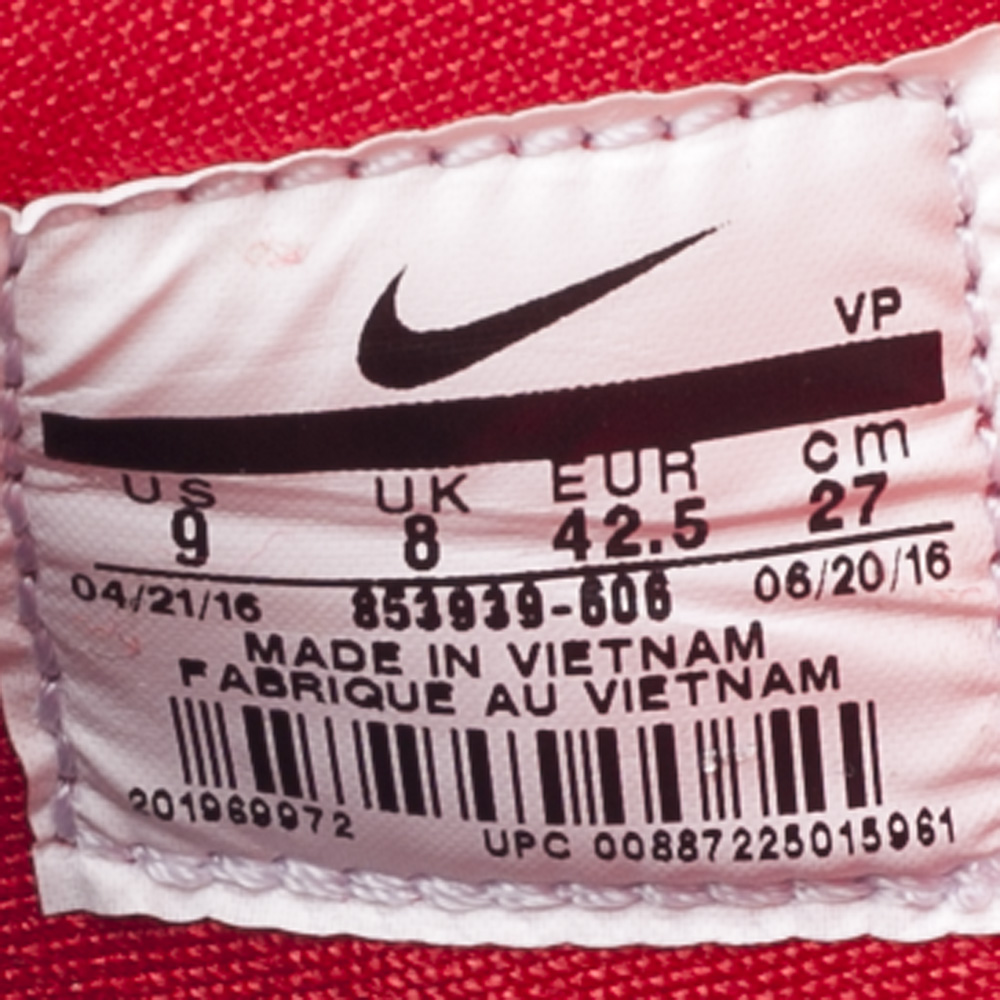 VP
US UK EUR cm
9 8 42.5 27
04/21/16 853939-606 06/20/16
MADE IN VIETNAM
FABRIQUE AU VIETNAM
201969972 UPC 00887225015961